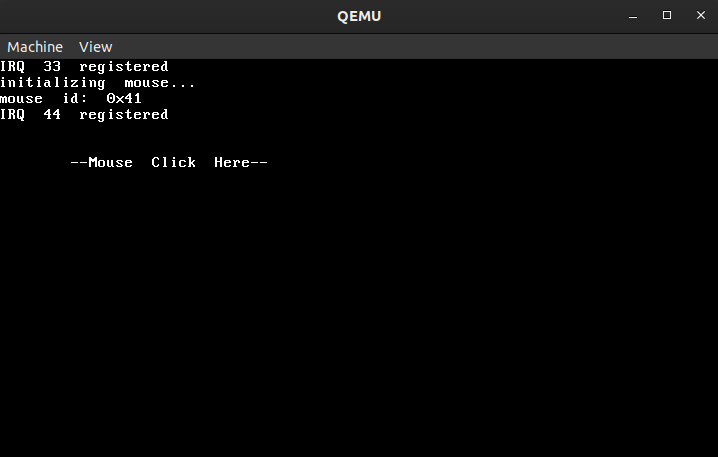 QEMU
Machine View
IRQ 33 registered
initializing mouse...
mouse id: 0x41
IRQ 44 registered
--Mouse Click Here--